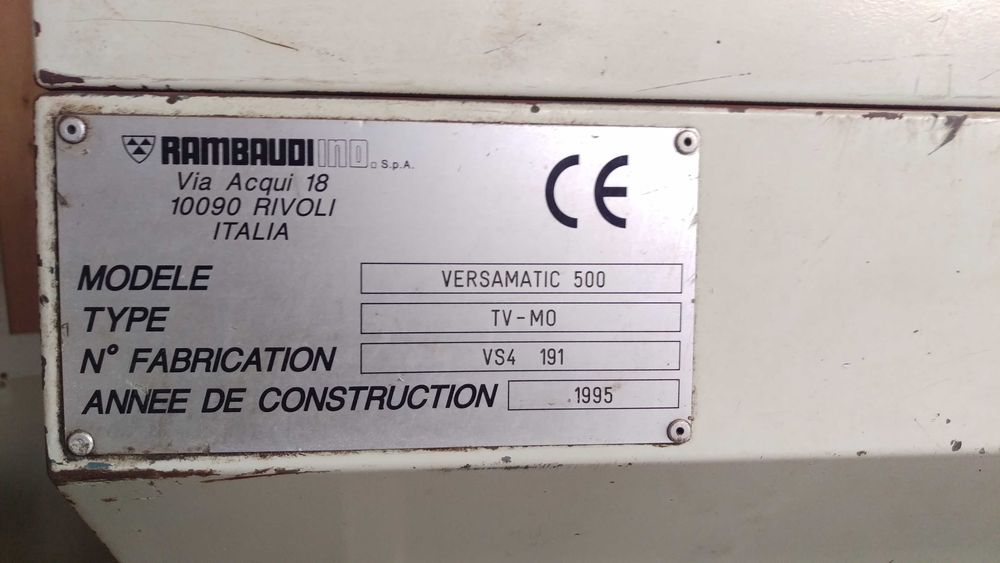 RAMBAUDI IND. S.p.A.
Via Acqui 18
10090 RIVOLI
ITALIA
CE
MODELE VERSAMATIC 500
TYPE TV-MO
N° FABRICATION VS4 191
ANNEE DE CONSTRUCTION 1995